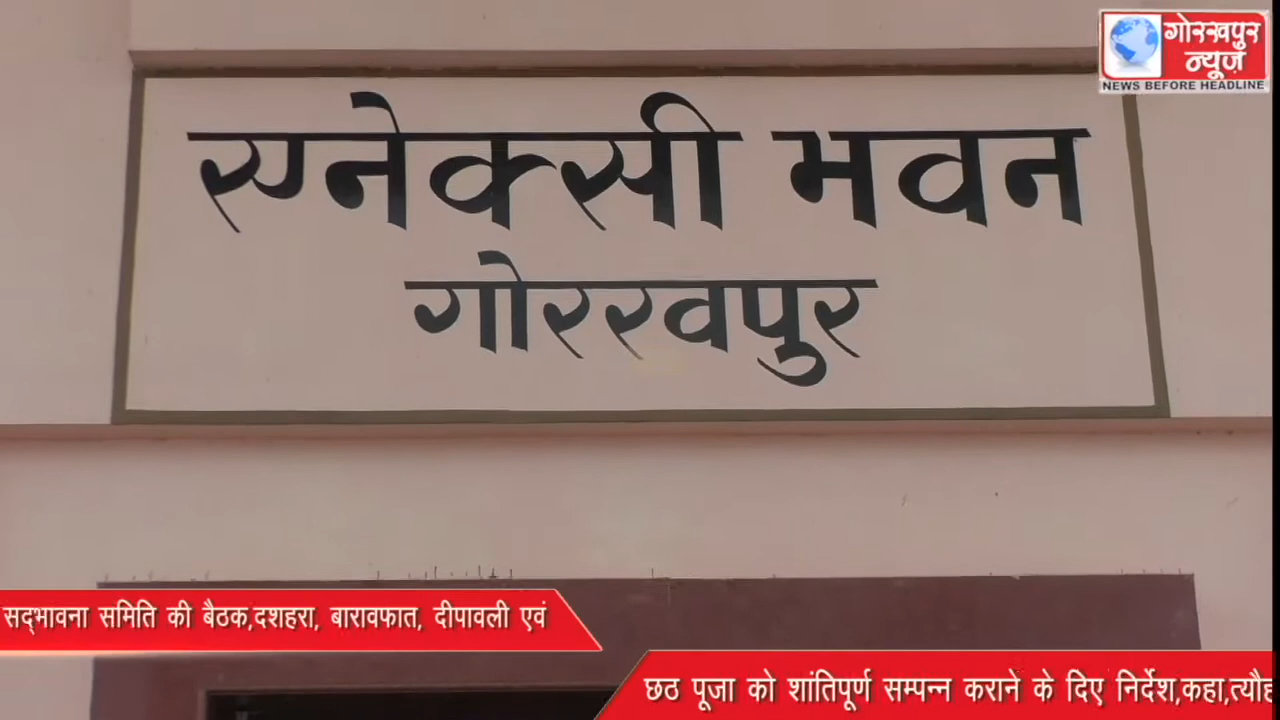 गोरखपुर
न्यूज़
NEWS BEFORE HEADLINE
एनेक्सी भवन
गोरखपुर
सद्भावना समिति की बैठक,दशहरा, बारावफात, दीपावली एवं
छठ पूजा को शांतिपूर्ण सम्पन्न कराने के दिए निर्देश,कहा,